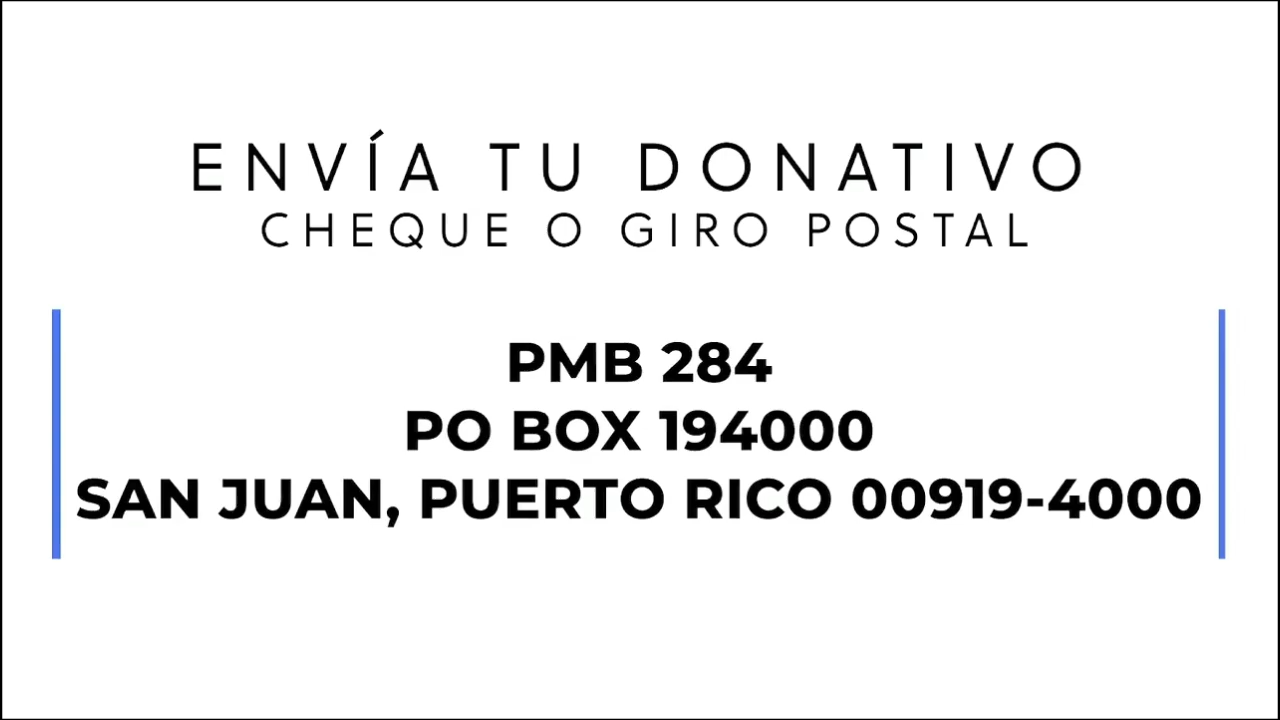 ENVÍA TU DONATIVO
CHEQUE O GIRO POSTAL
PMB 284
PO BOX 194000
SAN JUAN, PUERTO RICO 00919-4000